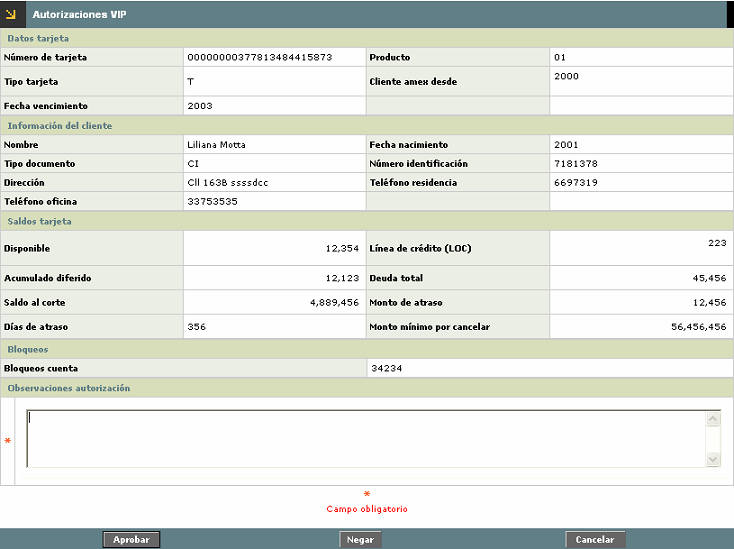 Autorizaciones VIP
Datos tarjeta
Número de tarjeta 00000000377813484415873 Producto 01
Tipo tarjeta T Cliente amex desde 2000
Fecha vencimiento 2003
Información del cliente
Nombre Liliana Motta Fecha nacimiento 2001
Tipo documento CI Número identificación 7181378
Dirección Cll 163B ssssdcc Teléfono residencia 6697319
Teléfono oficina 33753535
Saldos tarjeta
Disponible 12,354 Línea de crédito (LOC) 223
Acumulado diferido 12,123 Deuda total 45,456
Saldo al corte 4,889,456 Monto de atraso 12,456
Días de atraso 356 Monto mínimo por cancelar 56,456,456
Bloqueos
Bloqueos cuenta 34234
Observaciones autorización
*
*
Campo obligatorio
Aprobar Negar Cancelar